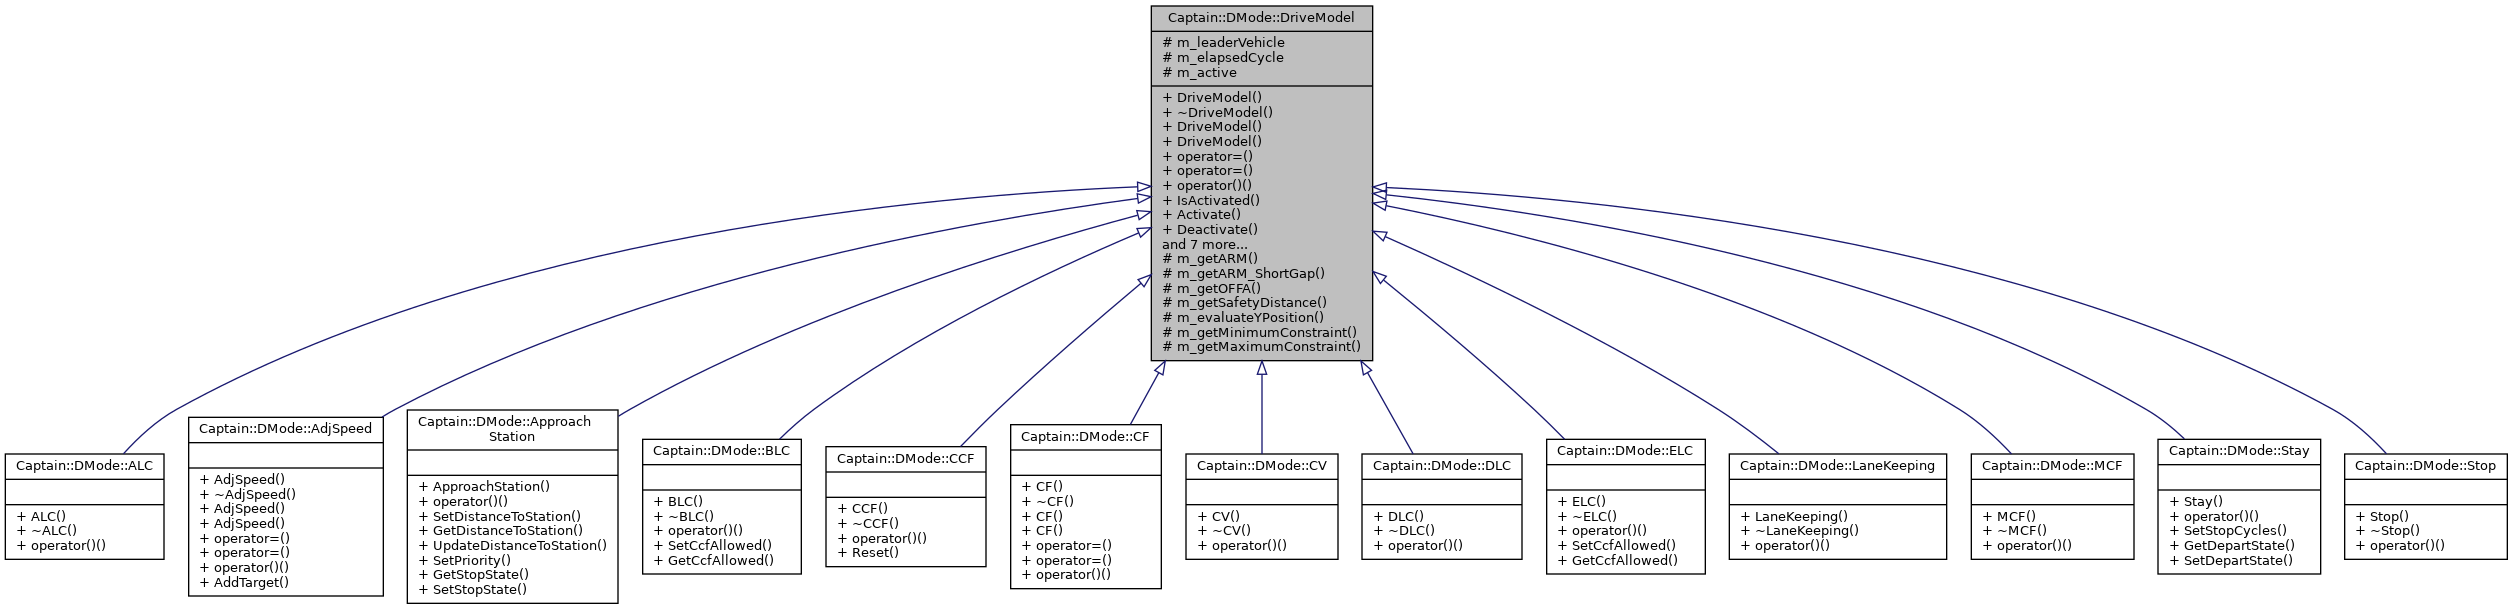 Captain::DMode::DriveModel
# m_leaderVehicle
# m_elapsedCycle
# m_active
+ DriveModel()
+ ~DriveModel()
+ DriveModel()
+ DriveModel()
+ operator=()
+ operator=()
+ operator()()
+ IsActivated()
+ Activate()
+ Deactivate()
and 7 more...
# m_getARM()
# m_getARM_ShortGap()
# m_getOFFA()
# m_getSafetyDistance()
# m_evaluateYPosition()
# m_getMinimumConstraint()
# m_getMaximumConstraint()
Captain::DMode::ALC
+ ALC()
+ ~ALC()
+ operator()()
Captain::DMode::AdjSpeed
+ AdjSpeed()
+ ~AdjSpeed()
+ AdjSpeed()
+ AdjSpeed()
+ operator=()
+ operator=()
+ operator()()
+ AddTarget()
Captain::DMode::Approach
Station
+ ApproachStation()
+ operator()()
+ SetDistanceToStation()
+ GetDistanceToStation()
+ UpdateDistanceToStation()
+ SetPriority()
+ GetStopState()
+ SetStopState()
Captain::DMode::BLC
+ BLC()
+ ~BLC()
+ operator()()
+ SetCcfAllowed()
+ GetCcfAllowed()
Captain::DMode::CCF
+ CCF()
+ ~CCF()
+ operator()()
+ Reset()
Captain::DMode::CF
+ CF()
+ ~CF()
+ CF()
+ CF()
+ operator=()
+ operator=()
+ operator()()
Captain::DMode::CV
+ CV()
+ ~CV()
+ operator()()
Captain::DMode::DLC
+ DLC()
+ ~DLC()
+ operator()()
Captain::DMode::ELC
+ ELC()
+ ~ELC()
+ operator()()
+ SetCcfAllowed()
+ GetCcfAllowed()
Captain::DMode::LaneKeeping
+ LaneKeeping()
+ ~LaneKeeping()
+ operator()()
Captain::DMode::MCF
+ MCF()
+ ~MCF()
+ operator()()
Captain::DMode::Stay
+ Stay()
+ operator()()
+ SetStopCycles()
+ GetDepartState()
+ SetDepartState()
Captain::DMode::Stop
+ Stop()
+ ~Stop()
+ operator()()